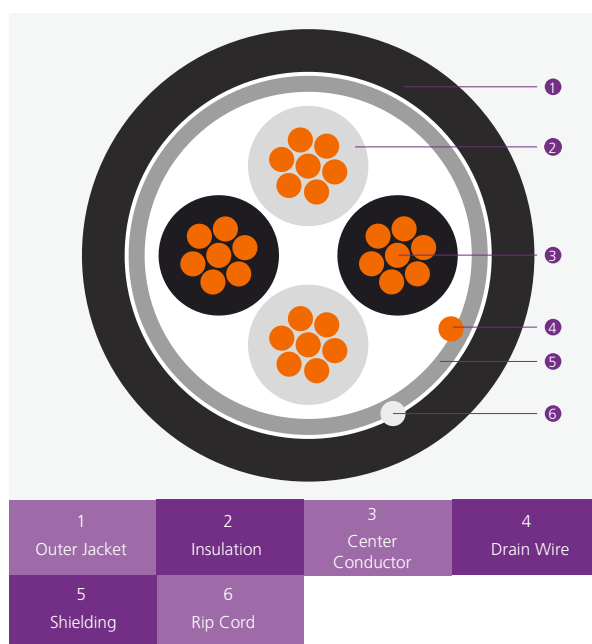 1
2
3
4
5
6
1
Outer Jacket
2
Insulation
3
Center
Conductor
4
Drain Wire
5
Shielding
6
Rip Cord